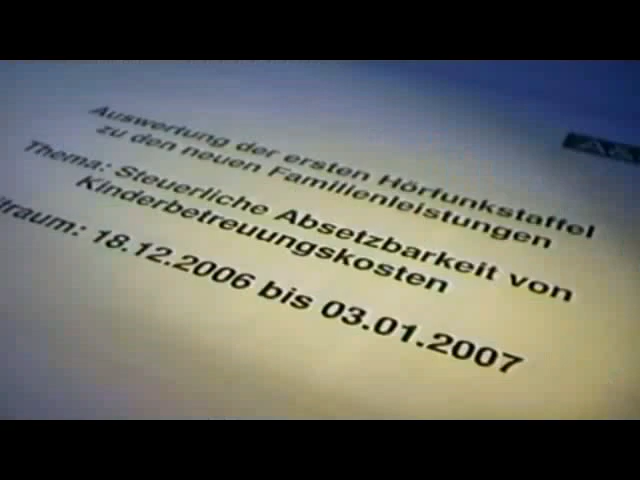 Auswertung der ersten Hörfunkstaffel
zu den neuen Familienleistungen
Thema: Steuerliche Absetzbarkeit von
Kinderbetreuungskosten
itraum: 18.12.2006 bis 03.01.2007